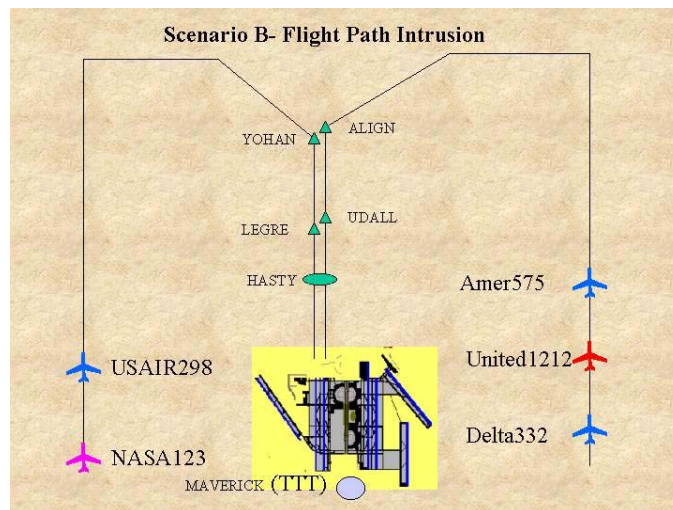 Scenario B- Flight Path Intrusion
ALIGN
YOHAN
UDALL
LEGRE
HASTY
Amer575
USAIR298
United1212
Delta332
NASA123
MAVERICK (TTT)